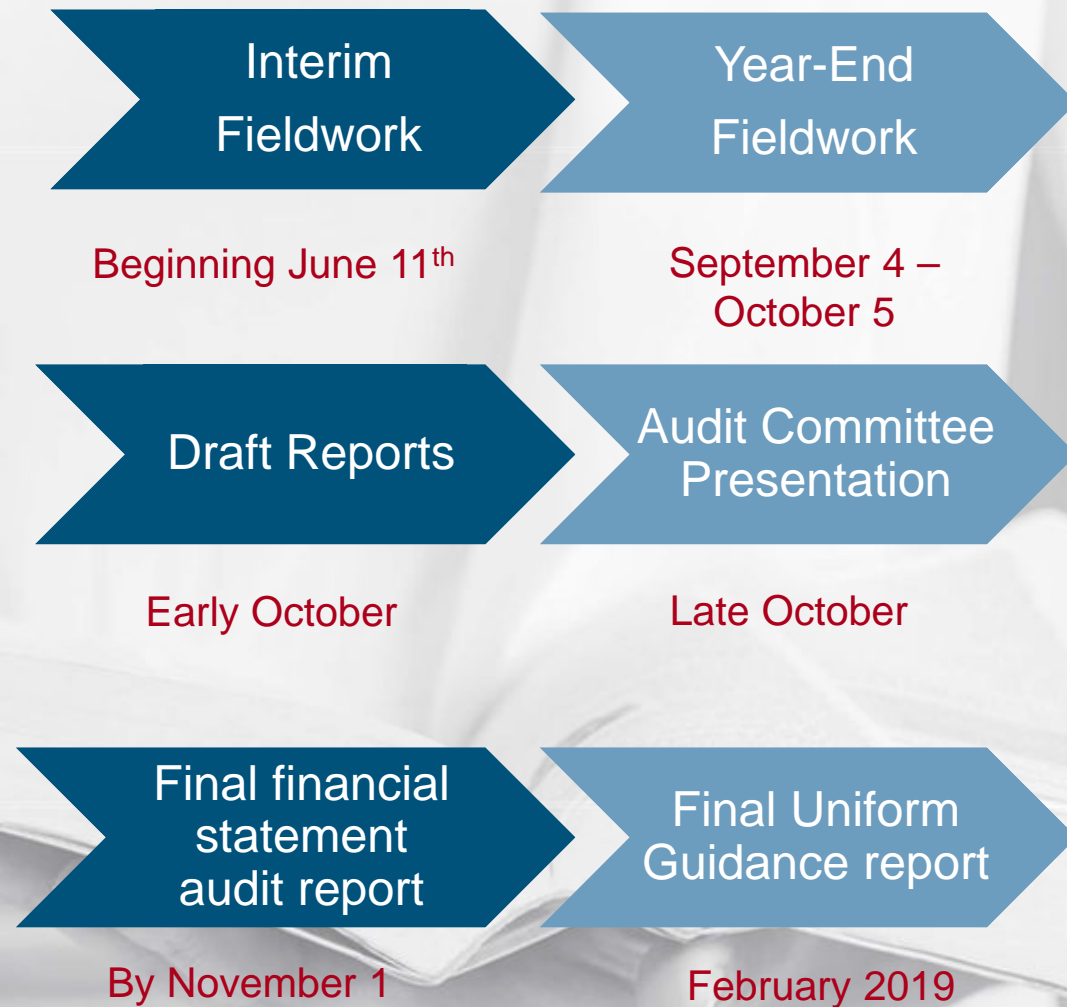 Interim
Fieldwork
Year-End
Fieldwork
Beginning June 11th
September 4 –
October 5
Draft Reports
Audit Committee
Presentation
Early October
Late October
Final financial
statement
audit report
Final Uniform
Guidance report
By November 1
February 2019